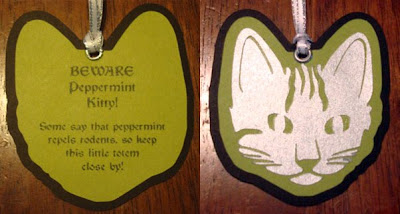 BEWARE
Peppermint
Kitty!
Some say that peppermint
repels rodents, so keep
this little totem
close by!